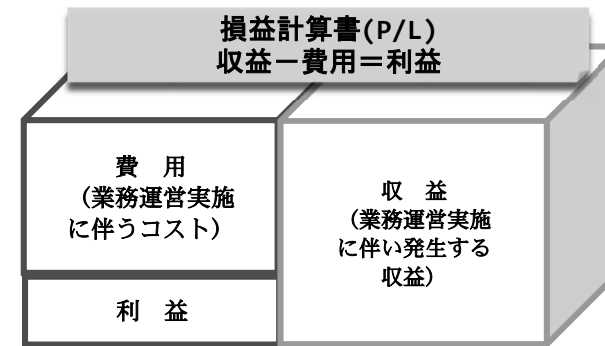 損益計算書(P/L)
収益－費用＝利益
費　用
（業務運営実施
に伴うコスト）
利　益
収　益
（業務運営実施
に伴い発生する
収益）